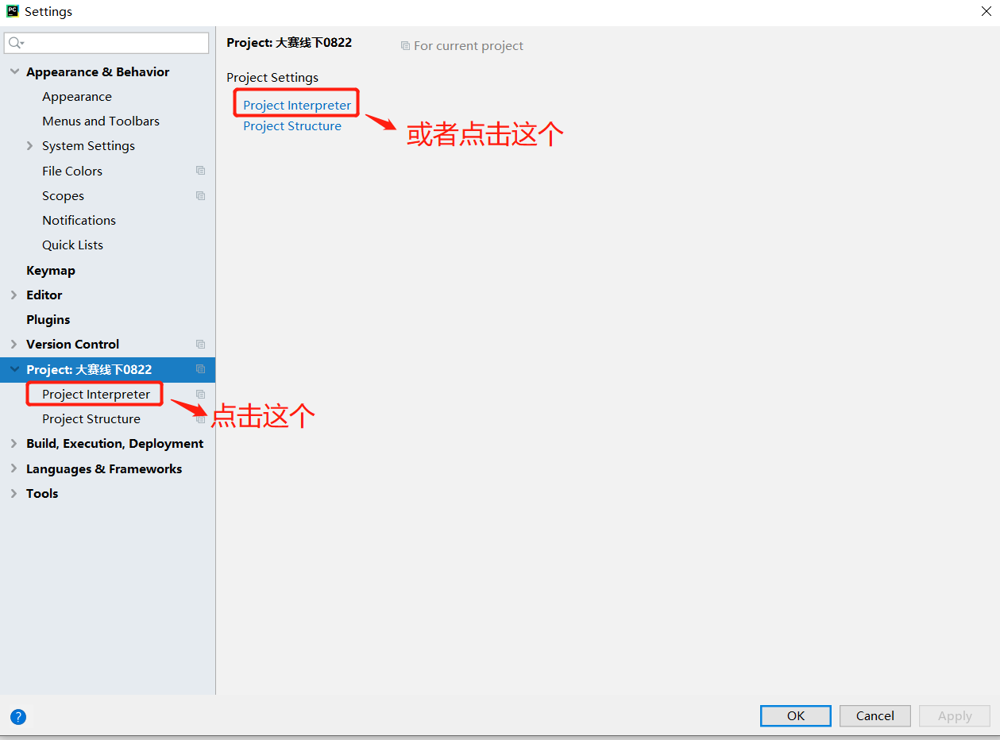 PC Settings
Appearance & Behavior
Appearance
Menus and Toolbars
System Settings
File Colors
Scopes
Notifications
Quick Lists
Keymap
Editor
Plugins
Version Control
Project: 大赛线下0822
Project Interpreter
点击这个
Project Structure
Build, Execution, Deployment
Languages & Frameworks
Tools
Project: 大赛线下0822 For current project
Project Settings
Project Interpreter
或者点击这个
Project Structure
?
OK Cancel Apply